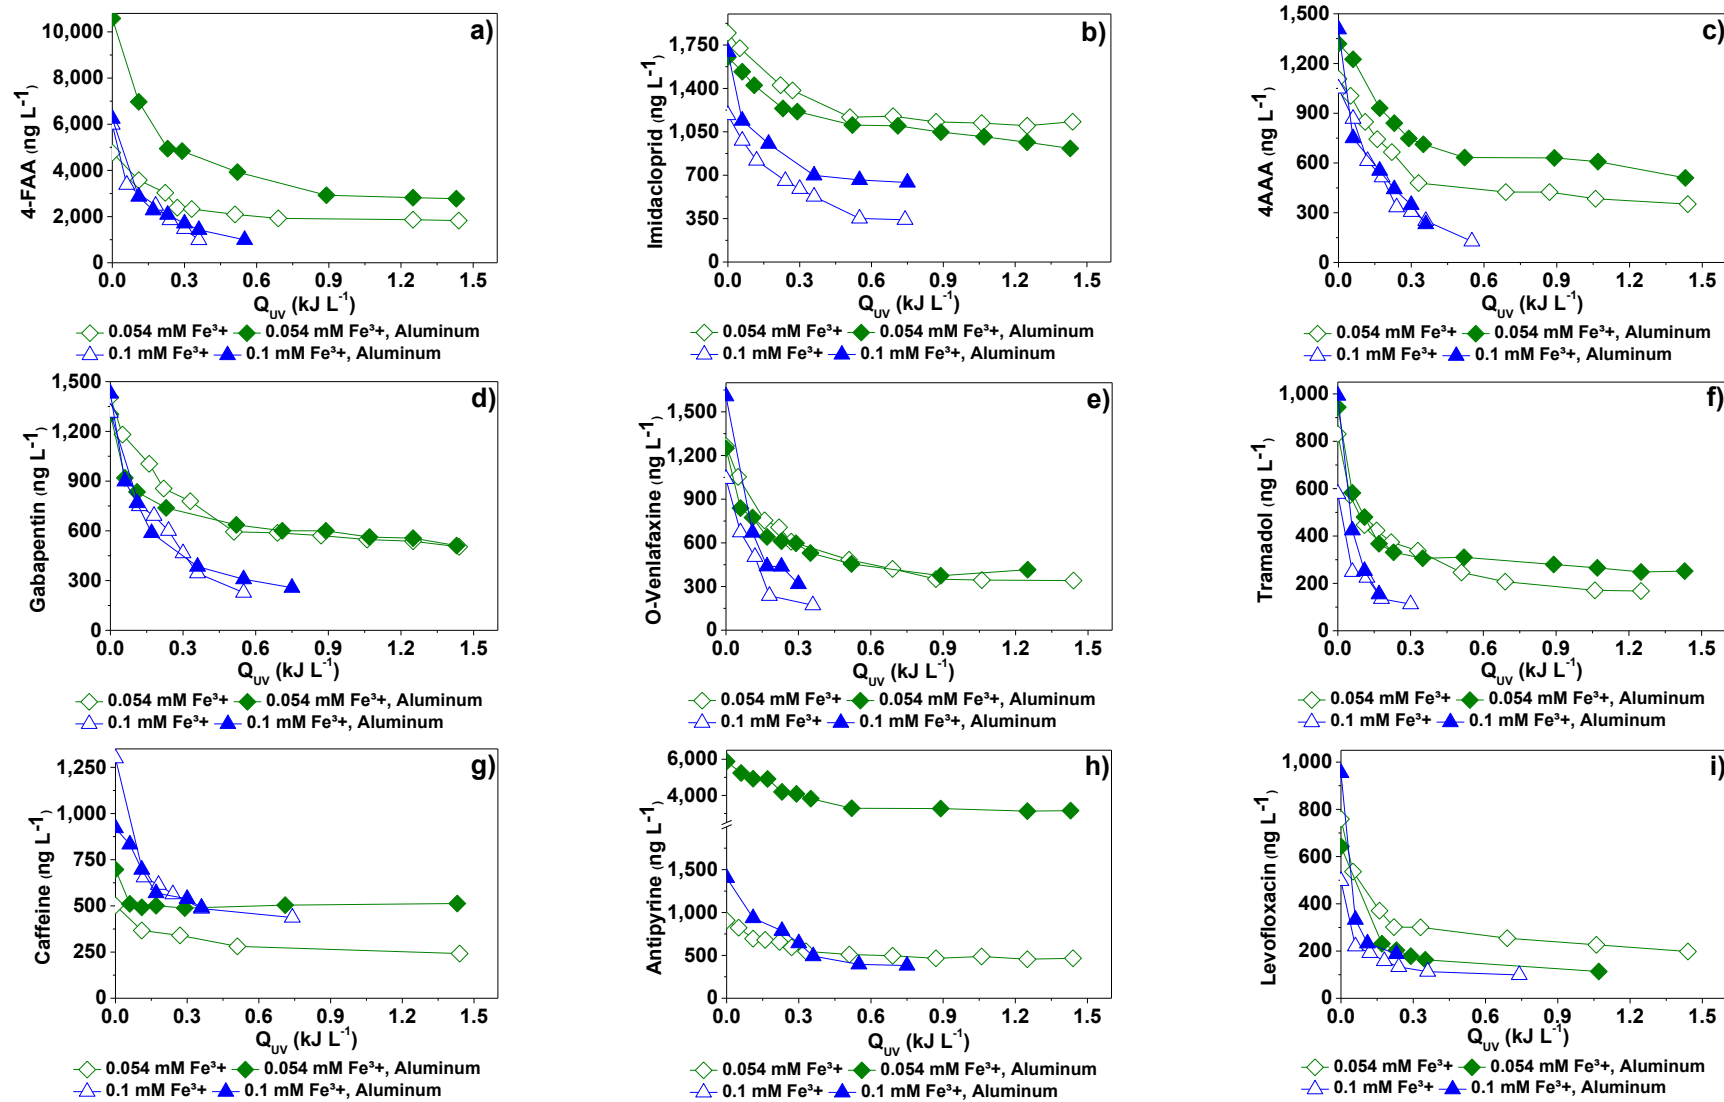 a)
4-FAA (ng L⁻¹)
10,000
8,000
6,000
4,000
2,000
0
0.0 0.3 0.6 0.9 1.2 1.5
Q_UV (kJ L⁻¹)
0.054 mM Fe³⁺ 0.054 mM Fe³⁺, Aluminum
0.1 mM Fe³⁺ 0.1 mM Fe³⁺, Aluminum
b)
Imidacloprid (ng L⁻¹)
1,750
1,400
1,050
700
350
0
0.0 0.3 0.6 0.9 1.2 1.5
Q_UV (kJ L⁻¹)
0.054 mM Fe³⁺ 0.054 mM Fe³⁺, Aluminum
0.1 mM Fe³⁺ 0.1 mM Fe³⁺, Aluminum
c)
4AAA (ng L⁻¹)
1,500
1,200
900
600
300
0
0.0 0.3 0.6 0.9 1.2 1.5
Q_UV (kJ L⁻¹)
0.054 mM Fe³⁺ 0.054 mM Fe³⁺, Aluminum
0.1 mM Fe³⁺ 0.1 mM Fe³⁺, Aluminum
d)
Gabapentin (ng L⁻¹)
1,500
1,200
900
600
300
0
0.0 0.3 0.6 0.9 1.2 1.5
Q_UV (kJ L⁻¹)
0.054 mM Fe³⁺ 0.054 mM Fe³⁺, Aluminum
0.1 mM Fe³⁺ 0.1 mM Fe³⁺, Aluminum
e)
O-Venlafaxine (ng L⁻¹)
1,500
1,200
900
600
300
0
0.0 0.3 0.6 0.9 1.2 1.5
Q_UV (kJ L⁻¹)
0.054 mM Fe³⁺ 0.054 mM Fe³⁺, Aluminum
0.1 mM Fe³⁺ 0.1 mM Fe³⁺, Aluminum
f)
Tramadol (ng L⁻¹)
1,000
800
600
400
200
0
0.0 0.3 0.6 0.9 1.2 1.5
Q_UV (kJ L⁻¹)
0.054 mM Fe³⁺ 0.054 mM Fe³⁺, Aluminum
0.1 mM Fe³⁺ 0.1 mM Fe³⁺, Aluminum
g)
Caffeine (ng L⁻¹)
1,250
1,000
750
500
250
0
0.0 0.3 0.6 0.9 1.2 1.5
Q_UV (kJ L⁻¹)
0.054 mM Fe³⁺ 0.054 mM Fe³⁺, Aluminum
0.1 mM Fe³⁺ 0.1 mM Fe³⁺, Aluminum
h)
Antipyrine (ng L⁻¹)
6,000
4,000
1,500
1,000
500
0
0.0 0.3 0.6 0.9 1.2 1.5
Q_UV (kJ L⁻¹)
0.054 mM Fe³⁺ 0.054 mM Fe³⁺, Aluminum
0.1 mM Fe³⁺ 0.1 mM Fe³⁺, Aluminum
i)
Levofloxacin (ng L⁻¹)
1,000
800
600
400
200
0
0.0 0.3 0.6 0.9 1.2 1.5
Q_UV (kJ L⁻¹)
0.054 mM Fe³⁺ 0.054 mM Fe³⁺, Aluminum
0.1 mM Fe³⁺ 0.1 mM Fe³⁺, Aluminum